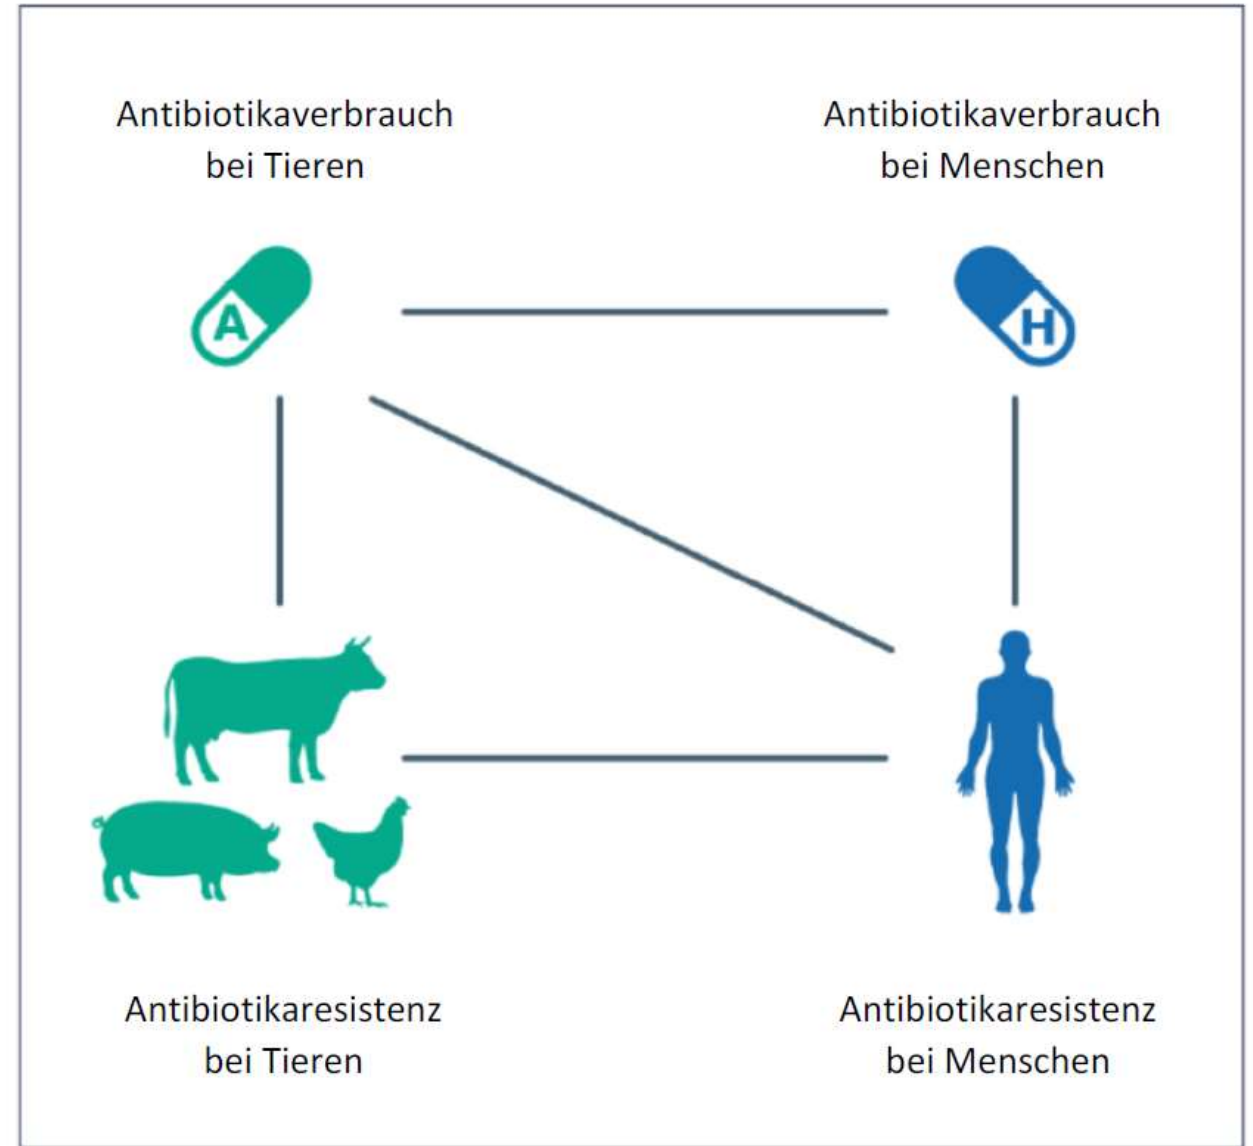 Antibiotikaverbrauch
bei Tieren
Antibiotikaverbrauch
bei Menschen
A
H
Antibiotikaresistenz
bei Tieren
Antibiotikaresistenz
bei Menschen